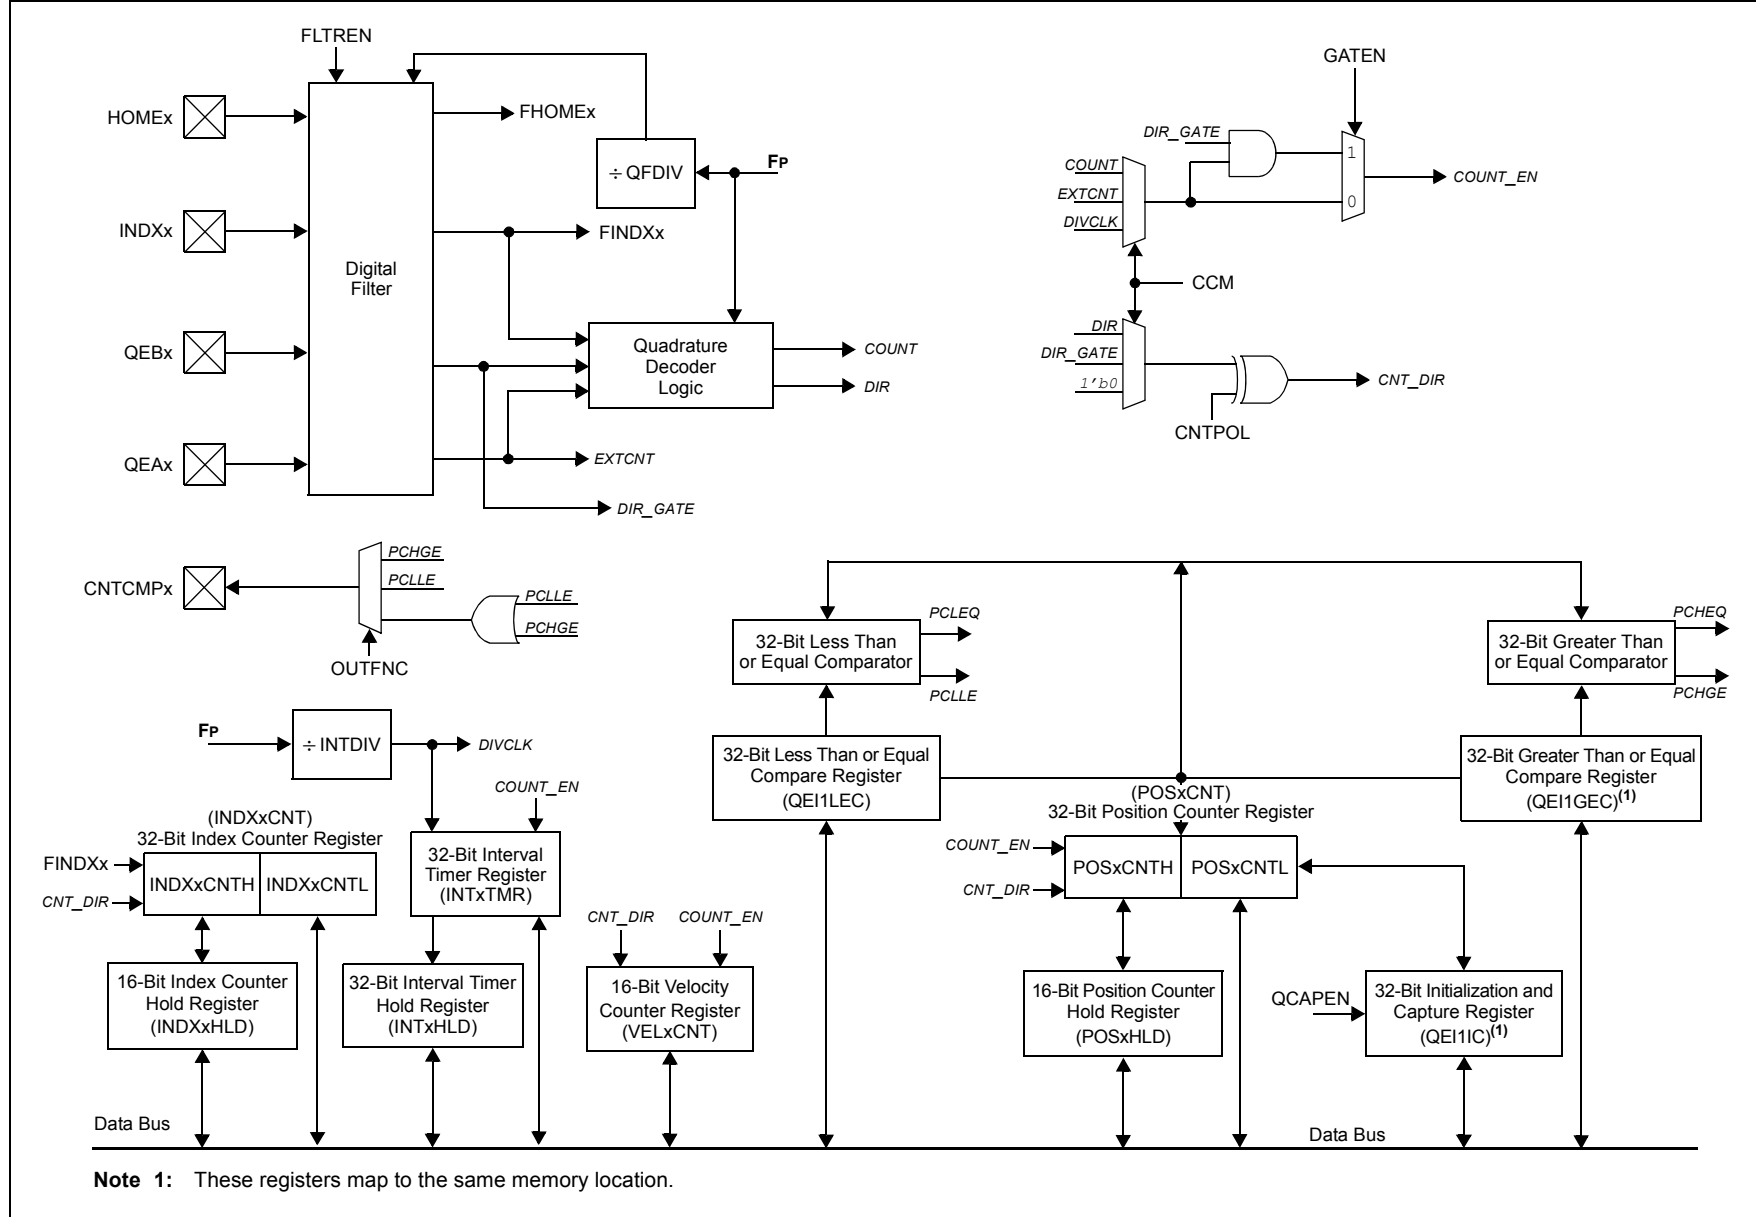 FLTREN
HOMEx
FHOMEx
÷ QFDIV
FP
INDXx
FINDXx
Digital
Filter
QEBx
Quadrature
Decoder
Logic
COUNT
DIR
QEAx
EXTCNT
DIR_GATE
GATEN
DIR_GATE
COUNT
EXTCNT
DIVCLK
1
0
COUNT_EN
CCM
DIR
DIR_GATE
1’b0
CNT_DIR
CNTPOL
CNTCMPx
PCHGE
PCLLE
PCLLE
PCHGE
OUTFNC
PCLEQ
32-Bit Less Than
or Equal Comparator
PCLLE
PCHEQ
32-Bit Greater Than
or Equal Comparator
PCHGE
FP
÷ INTDIV
DIVCLK
COUNT_EN
32-Bit Less Than or Equal
Compare Register
(QEI1LEC)
32-Bit Greater Than or Equal
Compare Register
(QEI1GEC)(1)
(INDXxCNT)
32-Bit Index Counter Register
FINDXx
CNT_DIR
INDXxCNTH
INDXxCNTL
32-Bit Interval
Timer Register
(INTxTMR)
(POSxCNT)
32-Bit Position Counter Register
COUNT_EN
CNT_DIR
POSxCNTH
POSxCNTL
CNT_DIR
COUNT_EN
16-Bit Index Counter
Hold Register
(INDXxHLD)
32-Bit Interval Timer
Hold Register
(INTxHLD)
16-Bit Velocity
Counter Register
(VELxCNT)
16-Bit Position Counter
Hold Register
(POSxHLD)
QCAPEN
32-Bit Initialization and
Capture Register
(QEI1IC)(1)
Data Bus
Data Bus
Note 1: These registers map to the same memory location.